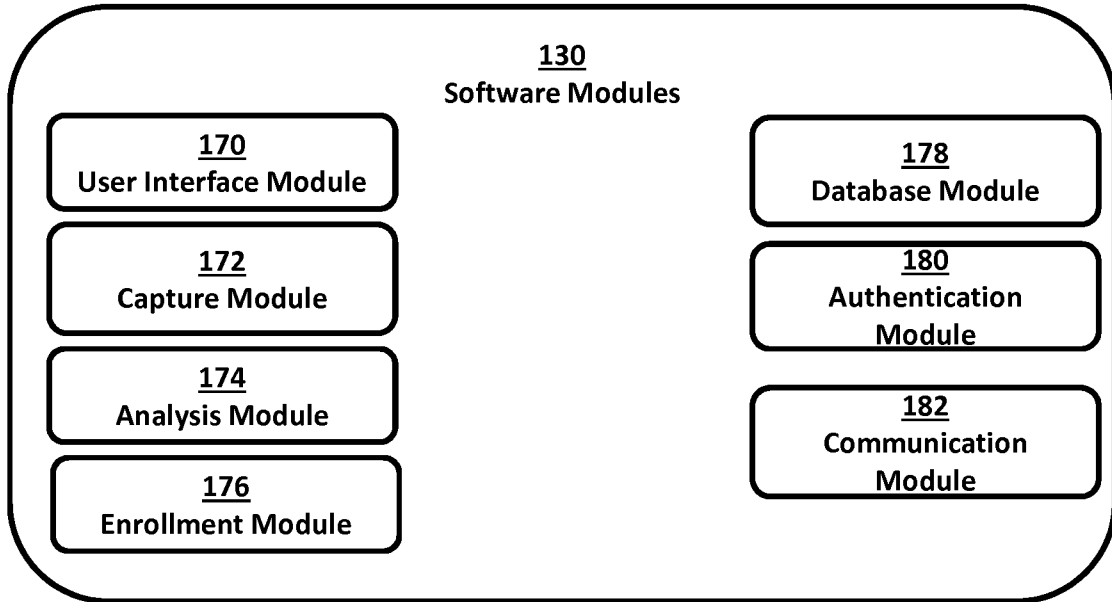 130
Software Modules
170
User Interface Module
172
Capture Module
174
Analysis Module
176
Enrollment Module
178
Database Module
180
Authentication
Module
182
Communication
Module